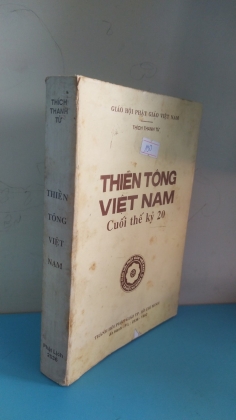 THÍCH
THANH
TỪ
THIỀN
TÔNG
VIỆT
NAM
GIÁO HỘI PHẬT GIÁO VIỆT NAM
THÍCH THANH TỪ
THIỀN TÔNG
VIỆT NAM
Cuối thế kỷ 20